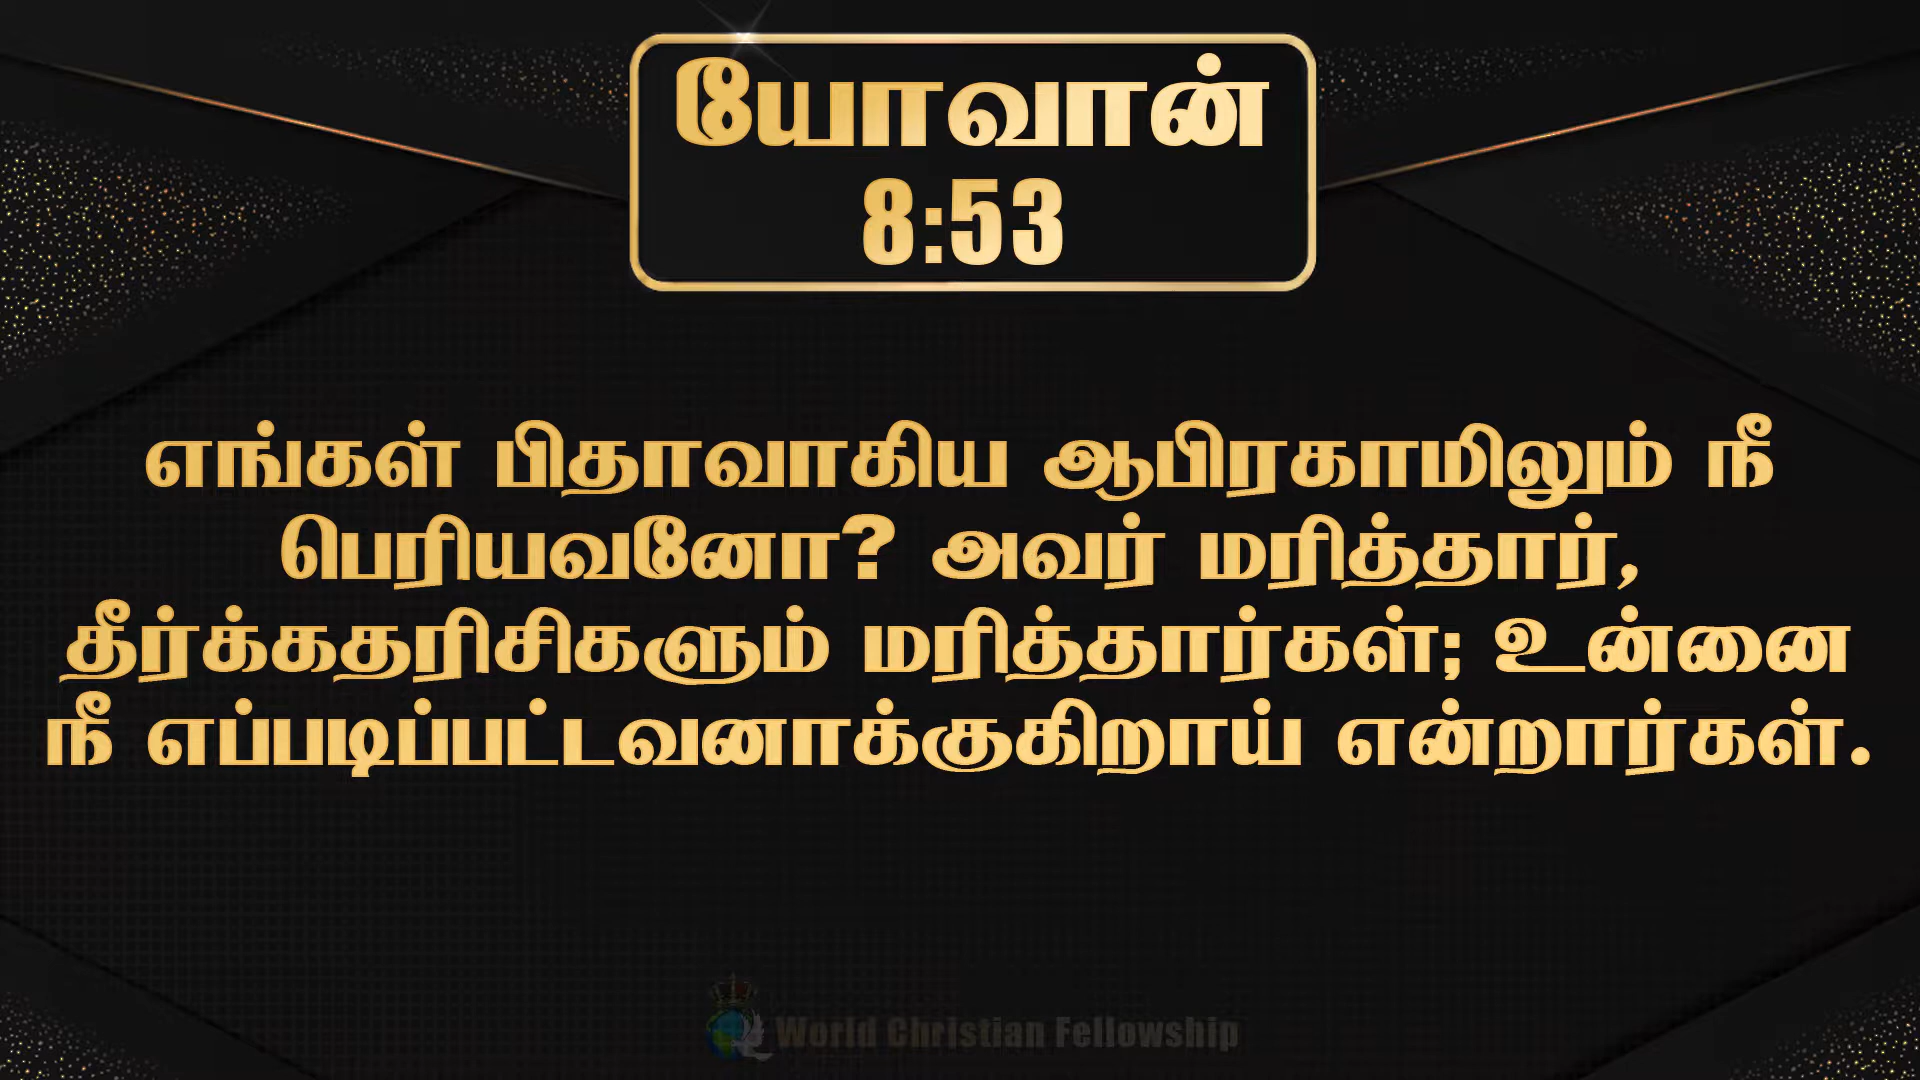 யோவான்
8:53
எங்கள் பிதாவாகிய ஆபிரகாமிலும் நீ
பெரியவனோ? அவர் மரித்தார்,
தீர்க்கதரிசிகளும் மரித்தார்கள்; உன்னை
நீ எப்படிப்பட்டவனாக்குகிறாய் என்றார்கள்.
World Christian Fellowship